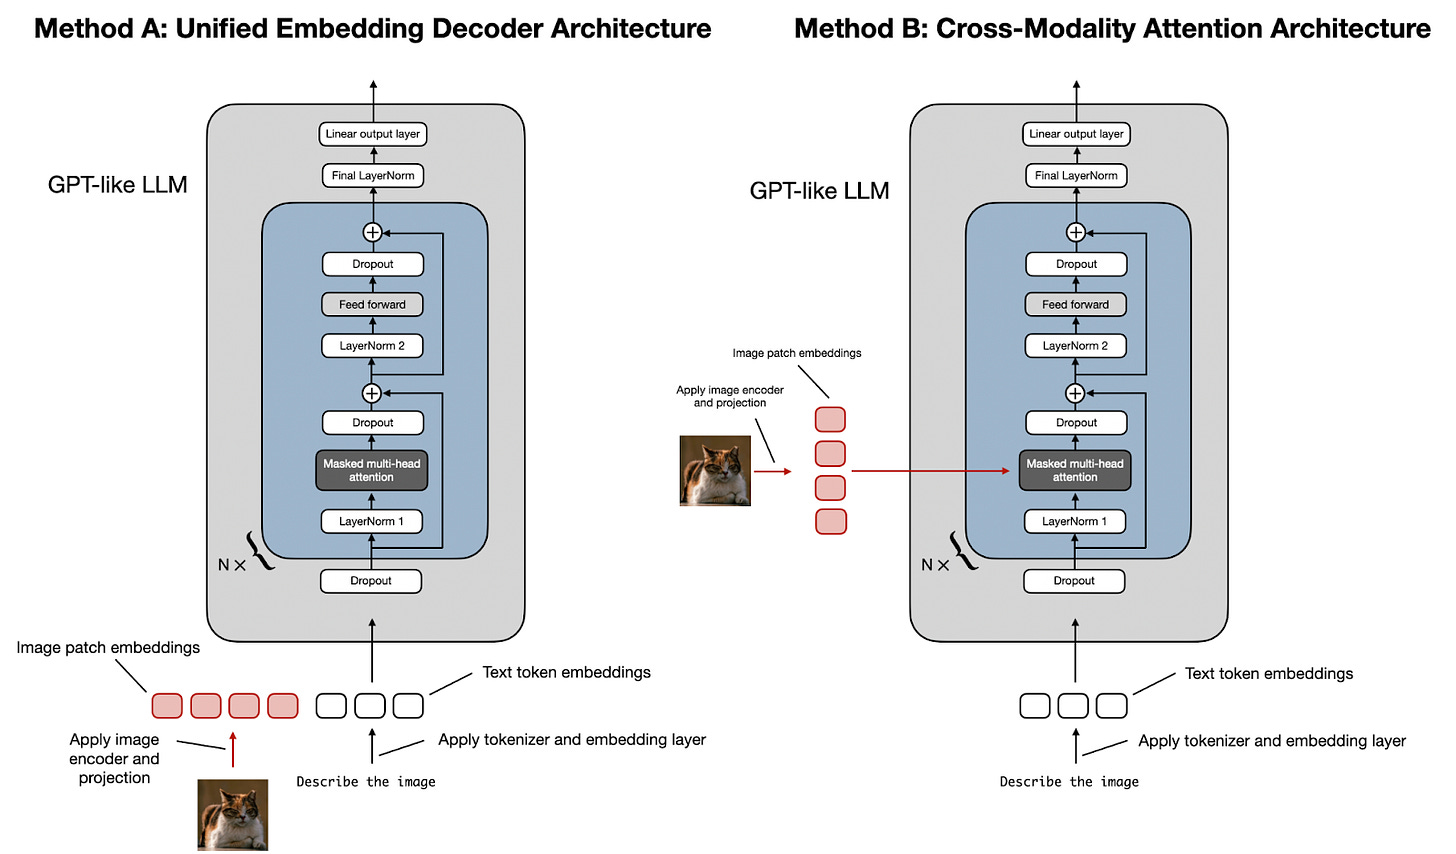 Method A: Unified Embedding Decoder Architecture
GPT-like LLM
Linear output layer
Final LayerNorm
Dropout
Feed forward
LayerNorm 2
Dropout
Masked multi-head
attention
LayerNorm 1
N ×
Dropout
Image patch embeddings
Text token embeddings
Apply image
encoder and
projection
Apply tokenizer and embedding layer
Describe the image
Method B: Cross-Modality Attention Architecture
GPT-like LLM
Linear output layer
Final LayerNorm
Dropout
Feed forward
LayerNorm 2
Image patch embeddings
Apply image encoder
and projection
Dropout
Masked multi-head
attention
LayerNorm 1
N ×
Dropout
Text token embeddings
Apply tokenizer and embedding layer
Describe the image